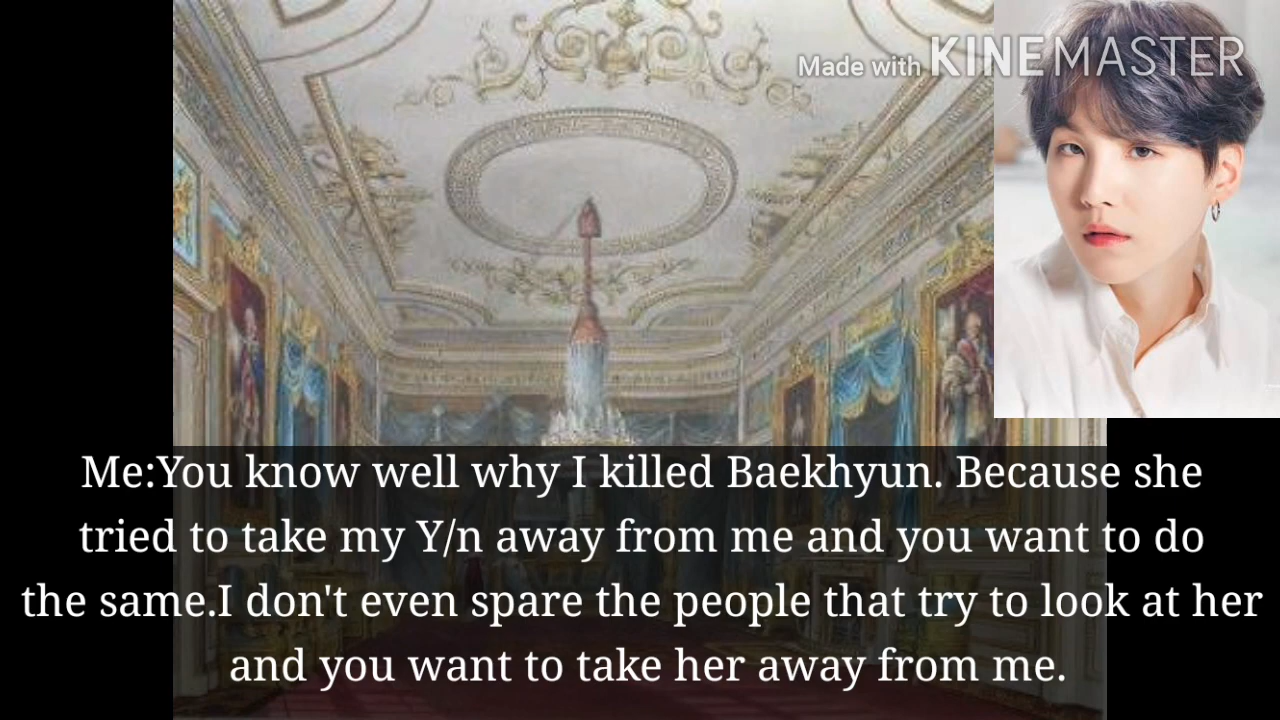 Made with KINEMASTER
Me:You know well why I killed Baekhyun. Because she
tried to take my Y/n away from me and you want to do
the same.I don't even spare the people that try to look at her
and you want to take her away from me.